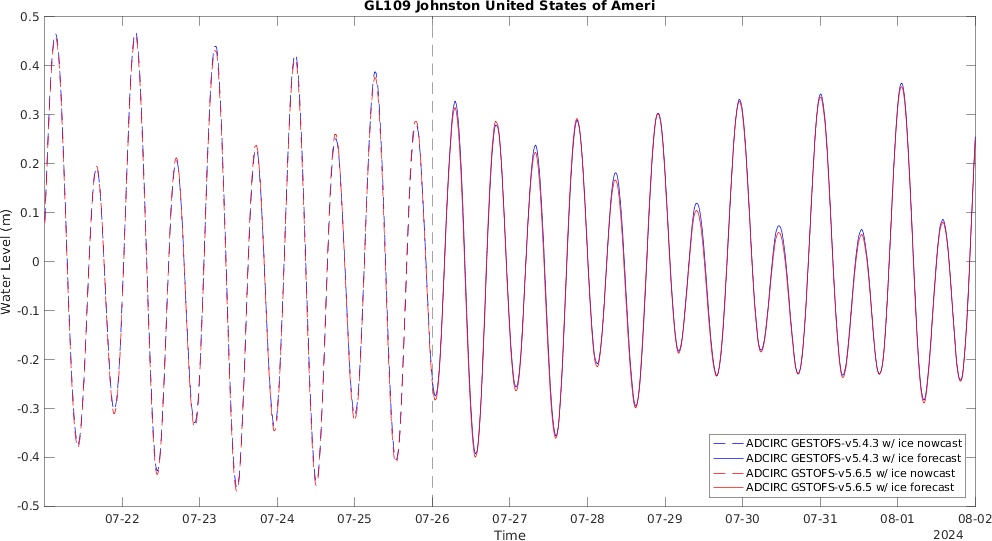 GL109 Johnston United States of Ameri
Water Level (m)
0.5
0.4
0.3
0.2
0.1
0
-0.1
-0.2
-0.3
-0.4
-0.5
ADCIRC GESTOFS-v5.4.3 w/ ice nowcast
ADCIRC GESTOFS-v5.4.3 w/ ice forecast
ADCIRC GSTOFS-v5.6.5 w/ ice nowcast
ADCIRC GSTOFS-v5.6.5 w/ ice forecast
07-22 07-23 07-24 07-25 07-26 07-27 07-28 07-29 07-30 07-31 08-01 08-02
Time
2024